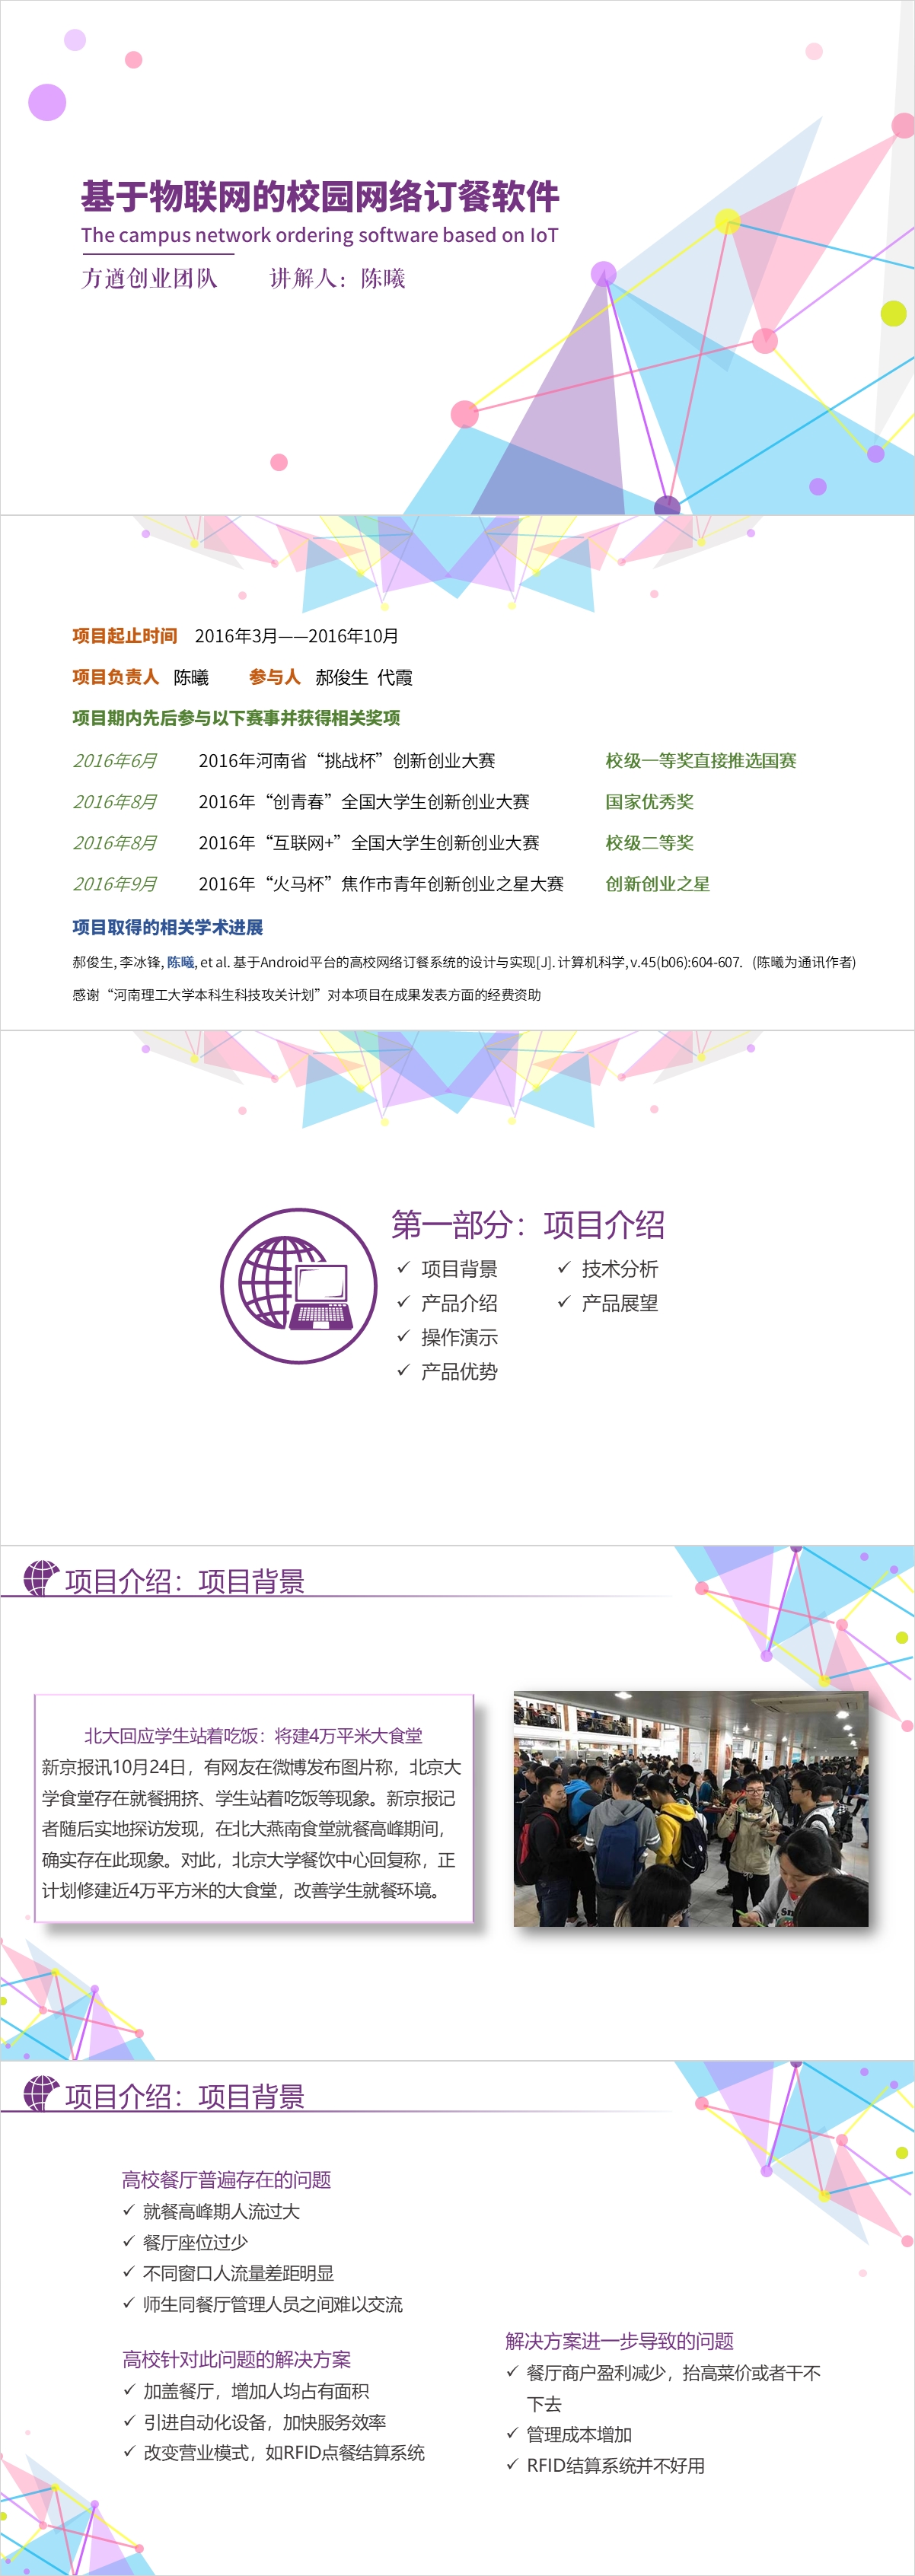 基于物联网的校园网络订餐软件
The campus network ordering software based on IoT
方遒创业团队 讲解人：陈曦
项目起止时间 2016年3月——2016年10月
项目负责人 陈曦 参与人 郝俊生 代霞
项目期内先后参与以下赛事并获得相关奖项
2016年6月 2016年河南省“挑战杯”创新创业大赛 校级一等奖直接推选国赛
2016年8月 2016年“创青春”全国大学生创新创业大赛 国家优秀奖
2016年8月 2016年“互联网+”全国大学生创新创业大赛 校级二等奖
2016年9月 2016年“火马杯”焦作市青年创新创业之星大赛 创新创业之星
项目取得的相关学术进展
郝俊生, 李冰锋, 陈曦, et al. 基于Android平台的高校网络订餐系统的设计与实现[J]. 计算机科学, v.45(b06):604-607. (陈曦为通讯作者)
感谢“河南理工大学本科生科技攻关计划”对本项目在成果发表方面的经费资助
第一部分：项目介绍
✓ 项目背景 ✓ 技术分析
✓ 产品介绍 ✓ 产品展望
✓ 操作演示
✓ 产品优势
项目介绍：项目背景
北大回应学生站着吃饭：将建4万平米大食堂
新京报讯10月24日，有网友在微博发布图片称，北京大
学食堂存在就餐拥挤、学生站着吃饭等现象。新京报记
者随后实地探访发现，在北大燕南食堂就餐高峰期间，
确实存在此现象。对此，北京大学餐饮中心回复称，正
计划修建近4万平方米的大食堂，改善学生就餐环境。
项目介绍：项目背景
高校餐厅普遍存在的问题
✓ 就餐高峰期人流过大
✓ 餐厅座位过少
✓ 不同窗口人流量差距明显
✓ 师生同餐厅管理人员之间难以交流
高校针对此问题的解决方案
✓ 加盖餐厅，增加人均占有面积
✓ 引进自动化设备，加快服务效率
✓ 改变营业模式，如RFID点餐结算系统
解决方案进一步导致的问题
✓ 餐厅商户盈利减少，抬高菜价或者干不
下去
✓ 管理成本增加
✓ RFID结算系统并不好用